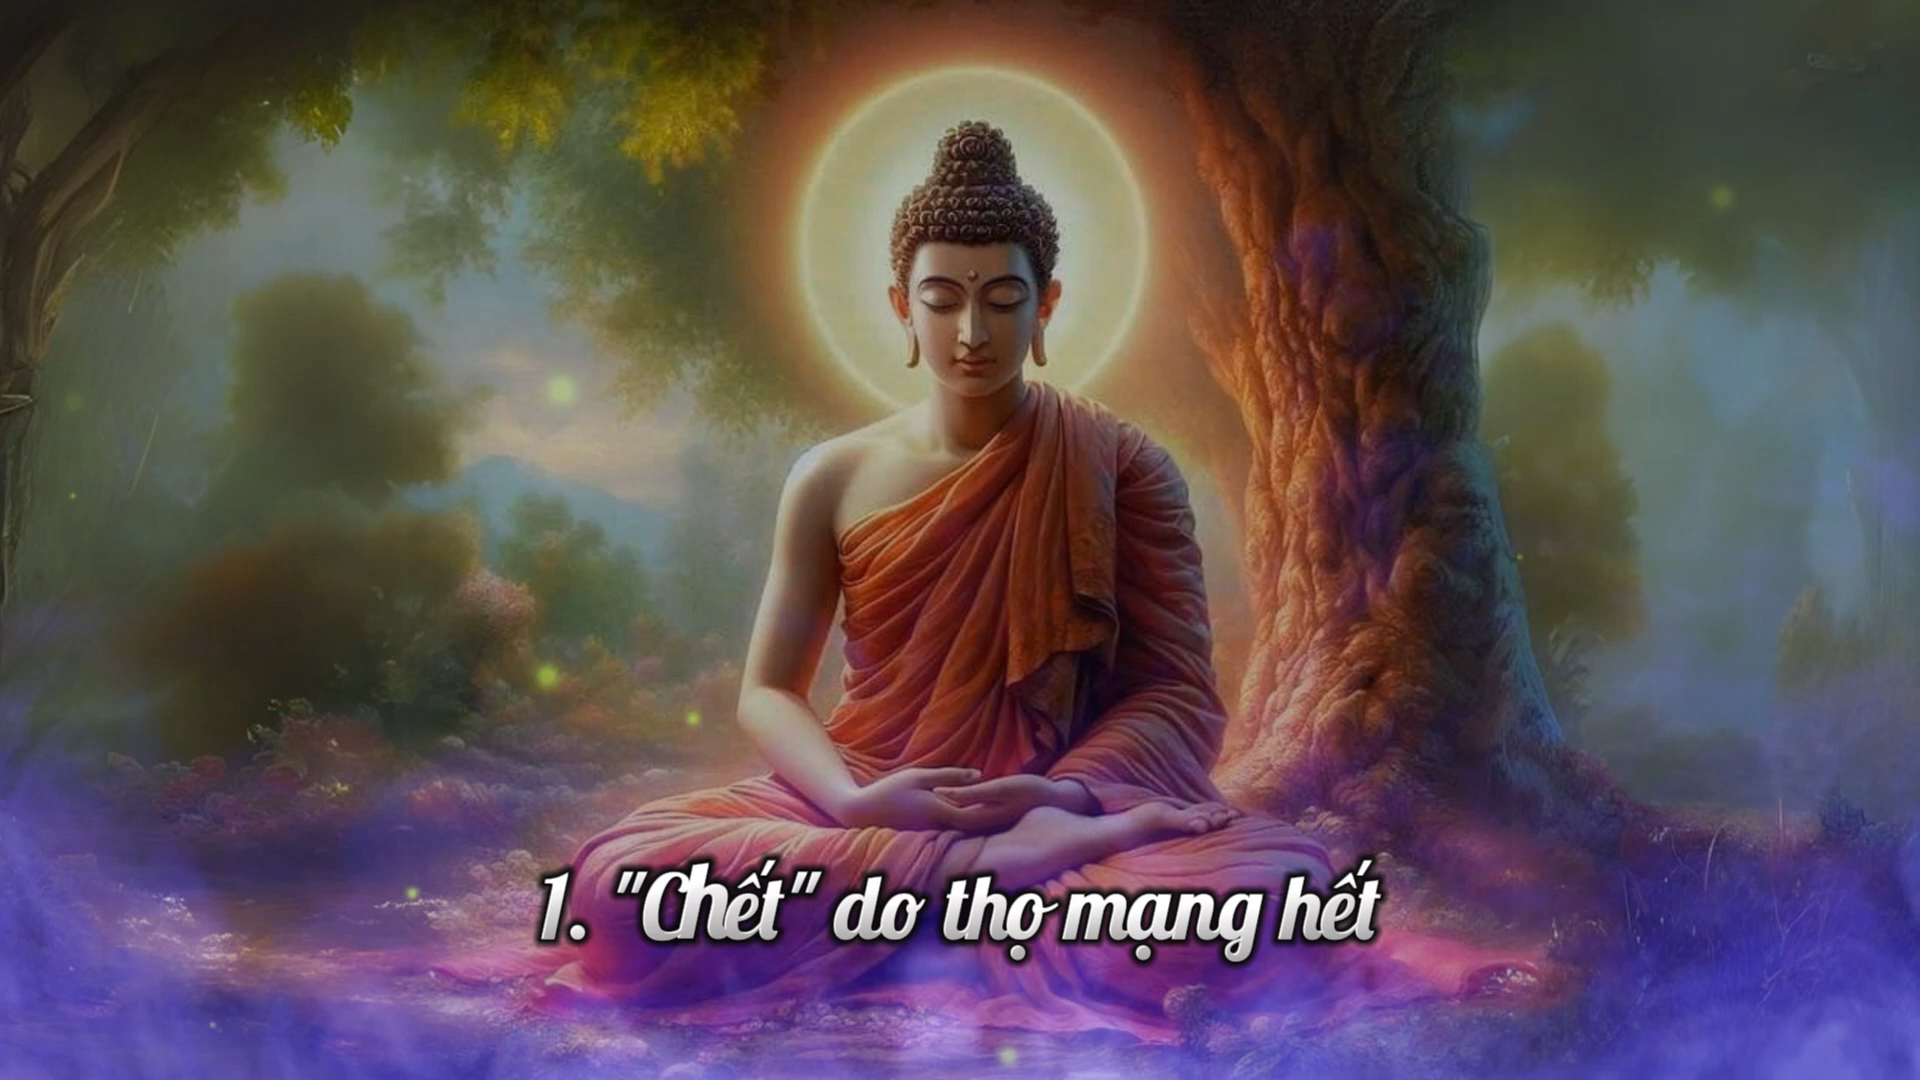 1. "Chết" do thọ mạng hết